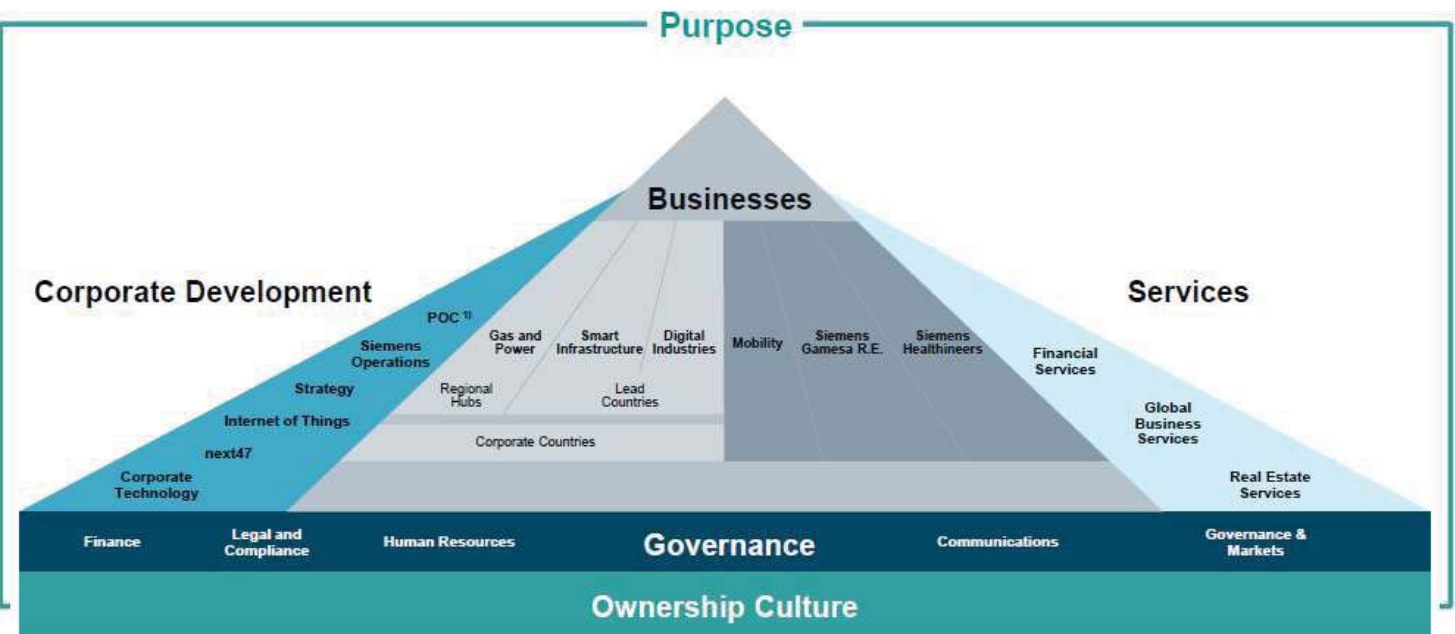 Purpose
Businesses
Corporate Development
Services
POC 1)
Siemens
Operations
Strategy
Internet of Things
next47
Corporate
Technology
Gas and
Power
Smart
Infrastructure
Digital
Industries
Mobility
Siemens
Gamesa R.E.
Siemens
Healthineers
Regional
Hubs
Lead
Countries
Corporate Countries
Financial
Services
Global
Business
Services
Real Estate
Services
Finance
Legal and
Compliance
Human Resources
Governance
Communications
Governance &
Markets
Ownership Culture